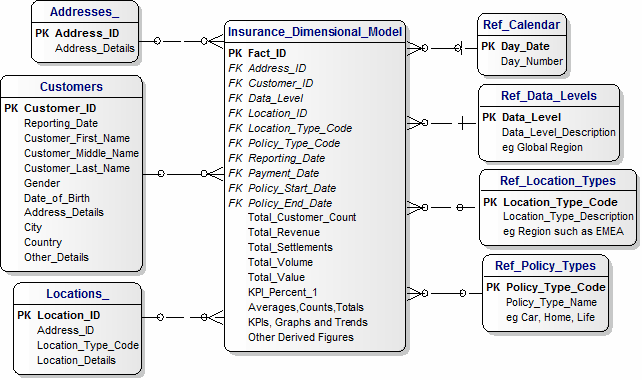 Addresses_
PK Address_ID
Address_Details
Customers
PK Customer_ID
Reporting_Date
Customer_First_Name
Customer_Middle_Name
Customer_Last_Name
Gender
Date_of_Birth
Address_Details
City
Country
Other_Details
Locations_
PK Location_ID
Address_ID
Location_Type_Code
Location_Details
Insurance_Dimensional_Model
PK Fact_ID
FK Address_ID
FK Customer_ID
FK Data_Level
FK Location_ID
FK Location_Type_Code
FK Policy_Type_Code
FK Reporting_Date
FK Payment_Date
FK Policy_Start_Date
FK Policy_End_Date
Total_Customer_Count
Total_Revenue
Total_Settlements
Total_Volume
Total_Value
KPI_Percent_1
Averages,Counts,Totals
KPIs, Graphs and Trends
Other Derived Figures
Ref_Calendar
PK Day_Date
Day_Number
Ref_Data_Levels
PK Data_Level
Data_Level_Description
eg Global Region
Ref_Location_Types
PK Location_Type_Code
Location_Type_Description
eg Region such as EMEA
Ref_Policy_Types
PK Policy_Type_Code
Policy_Type_Name
eg Car, Home, Life